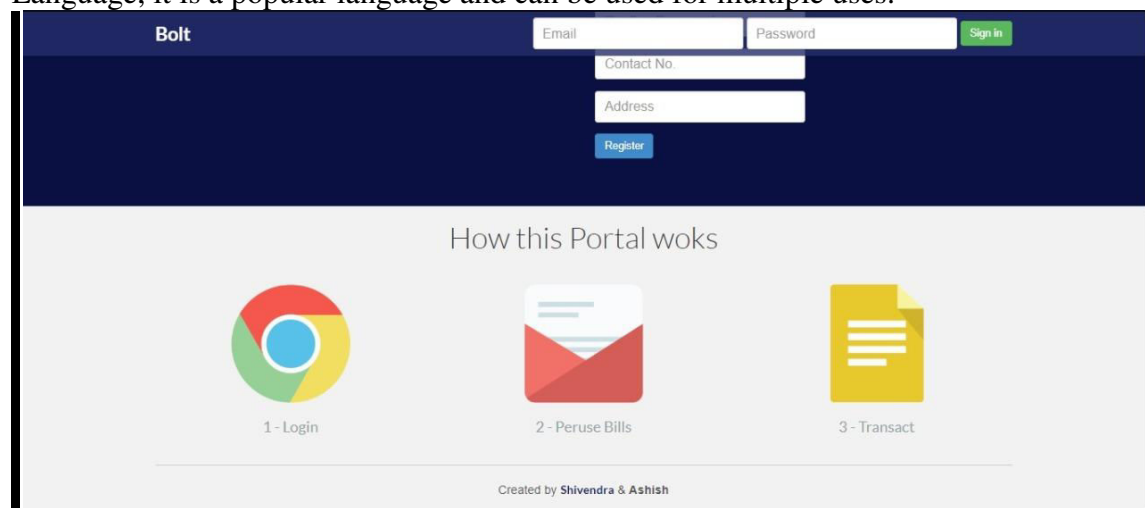 Language, it is a popular language and can be used for multiple uses.
Bolt Email Password Sign in
Contact No.
Address
Register
How this Portal woks
1 - Login 2 - Peruse Bills 3 - Transact
Created by Shivendra & Ashish